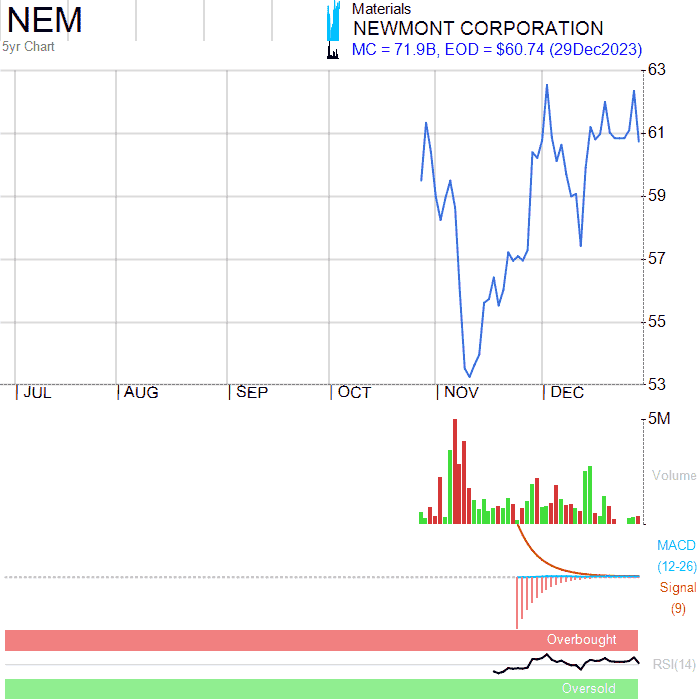 NEM
5yr Chart
Materials
NEWMONT CORPORATION
MC = 71.9B, EOD = $60.74 (29Dec2023)
63
61
59
57
55
53
JUL AUG SEP OCT NOV DEC
5M
Volume
MACD
(12-26)
Signal
(9)
Overbought
RSI(14)
Oversold